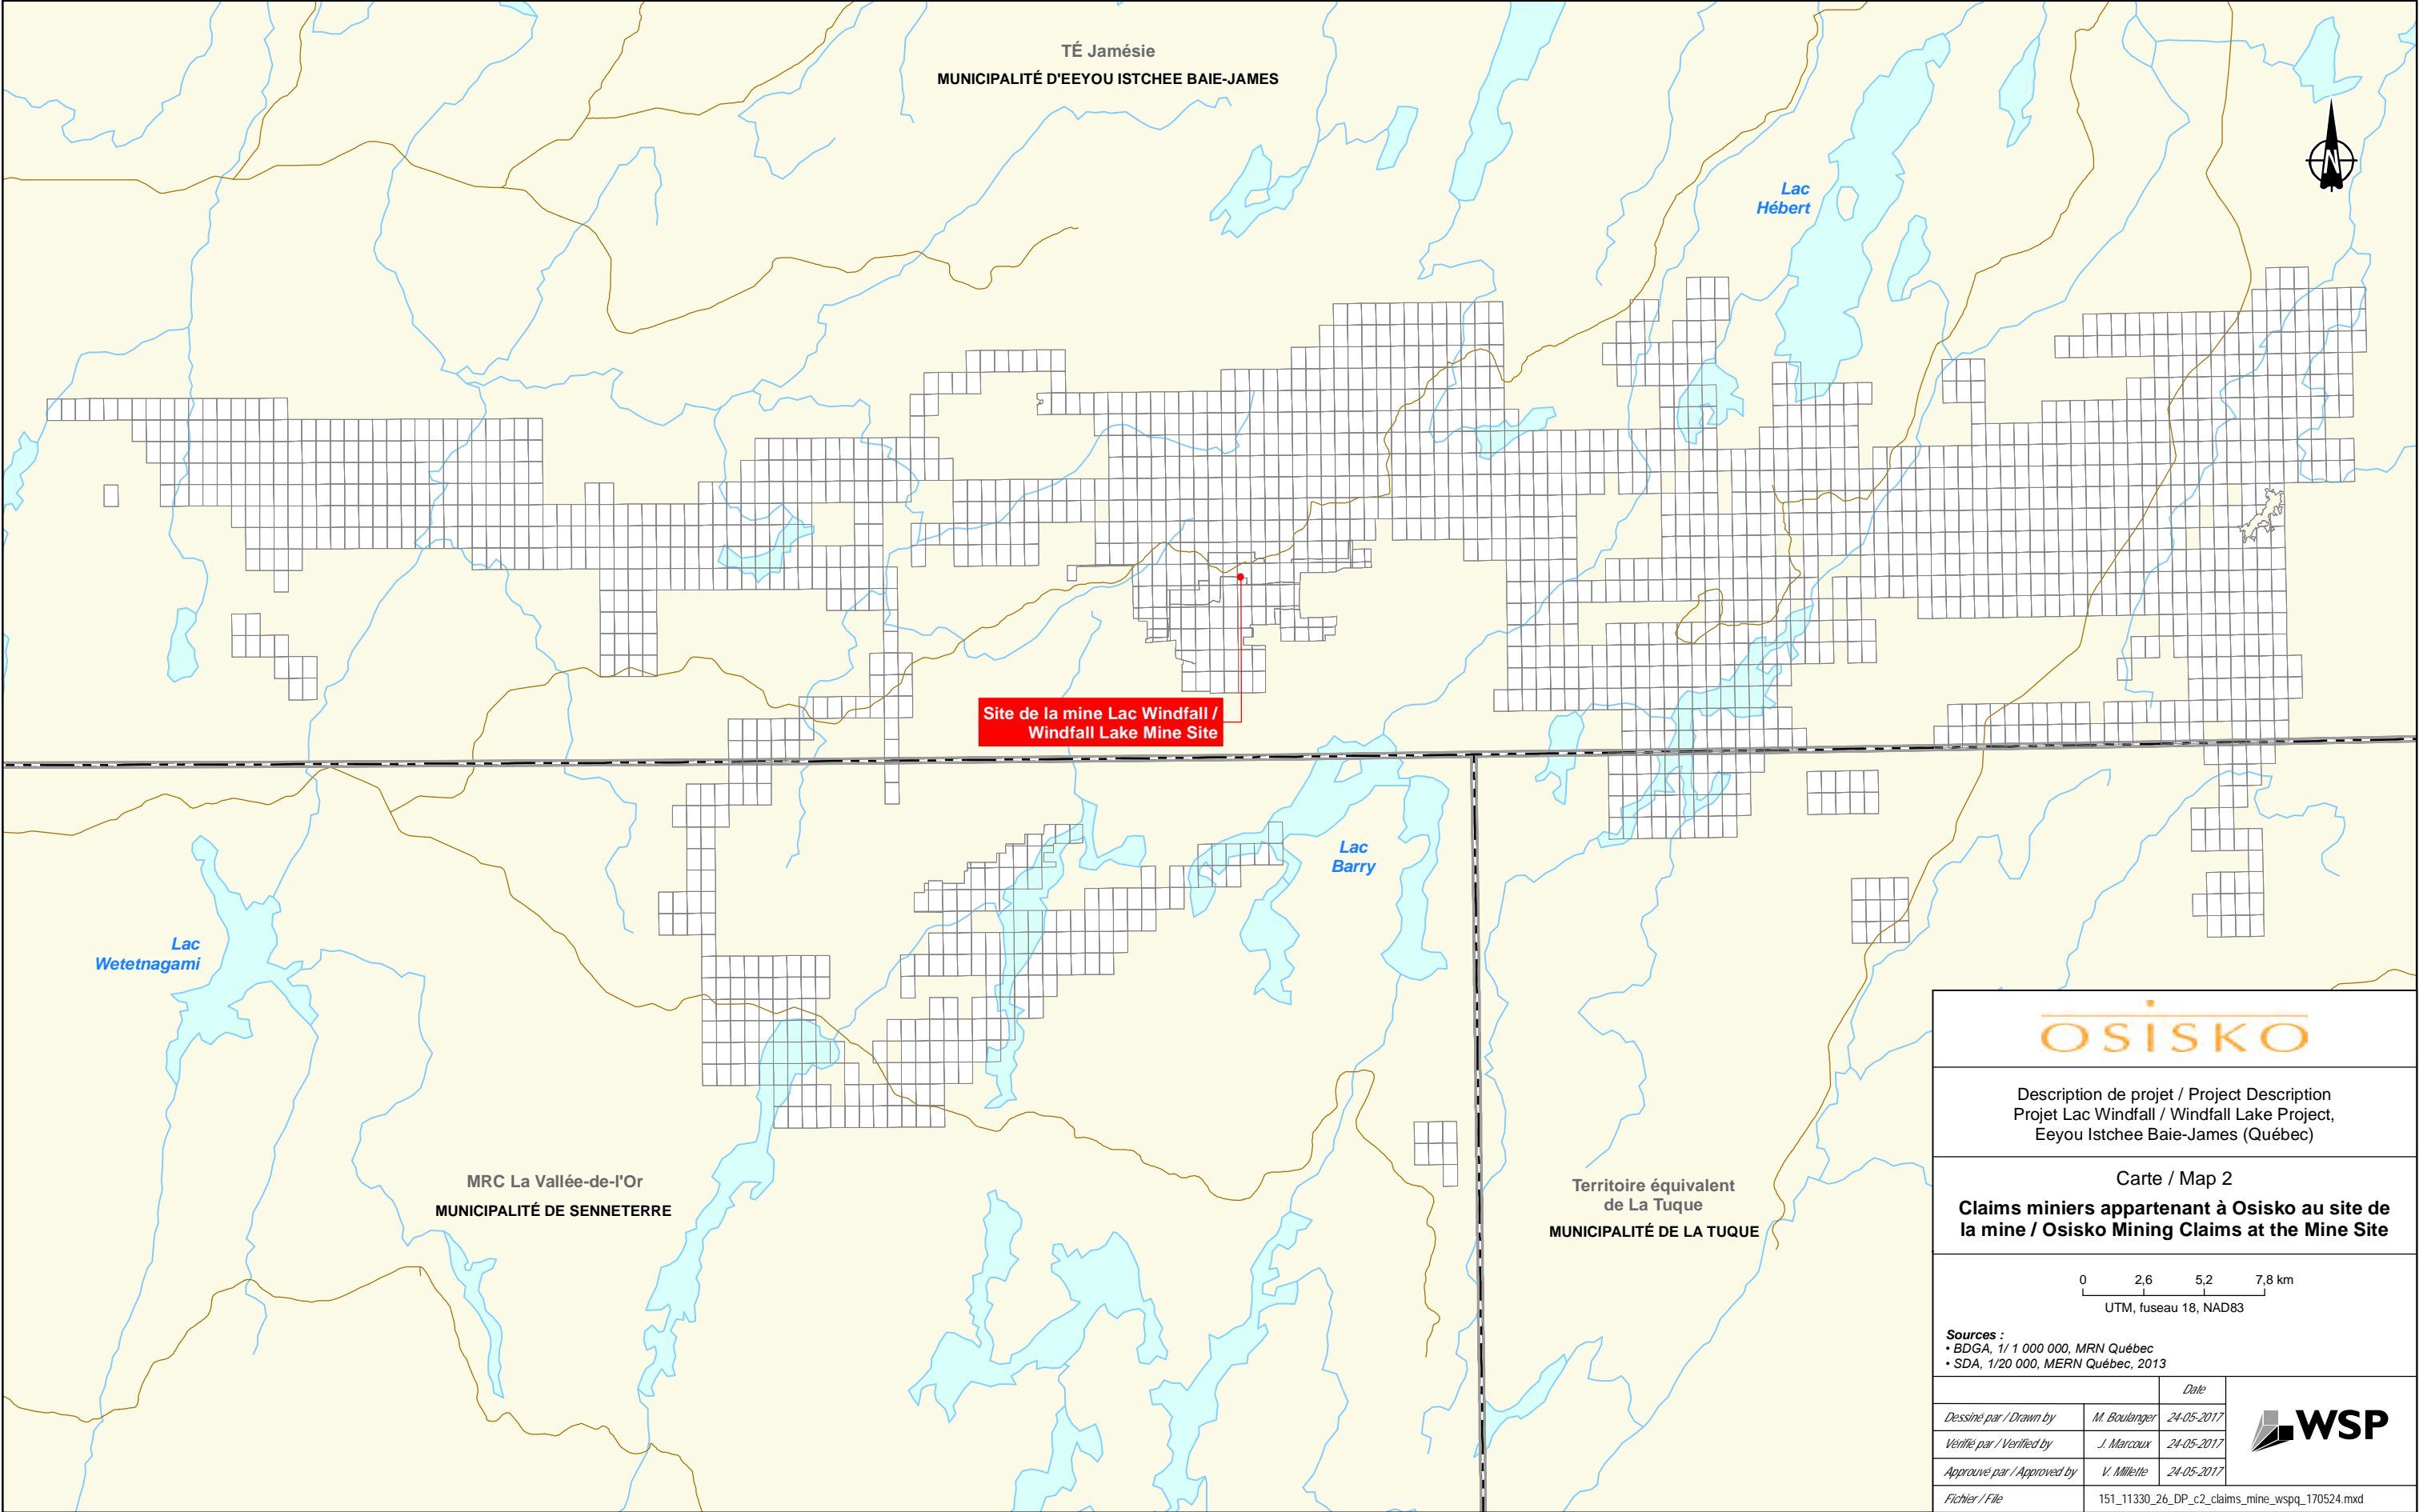 TÉ Jamésie
MUNICIPALITÉ D'EEYOU ISTCHEE BAIE-JAMES
Lac
Hébert
N
Site de la mine Lac Windfall /
Windfall Lake Mine Site
Lac
Barry
Lac
Wetetnagami
MRC La Vallée-de-l'Or
MUNICIPALITÉ DE SENNETERRE
Territoire équivalent
de La Tuque
MUNICIPALITÉ DE LA TUQUE
OSISKO
Description de projet / Project Description
Projet Lac Windfall / Windfall Lake Project,
Eeyou Istchee Baie-James (Québec)
Carte / Map 2
Claims miniers appartenant à Osisko au site de
la mine / Osisko Mining Claims at the Mine Site
0 2,6 5,2 7,8 km
UTM, fuseau 18, NAD83
Sources :
• BDGA, 1/ 1 000 000, MRN Québec
• SDA, 1/20 000, MERN Québec, 2013
Date
Dessiné par / Drawn by M. Boulanger 24-05-2017
Vérifié par / Verified by J. Marcoux 24-05-2017
Approuvé par / Approved by V. Millette 24-05-2017
Fichier / File 151_11330_26_DP_c2_claims_mine_wspq_170524.mxd
WSP